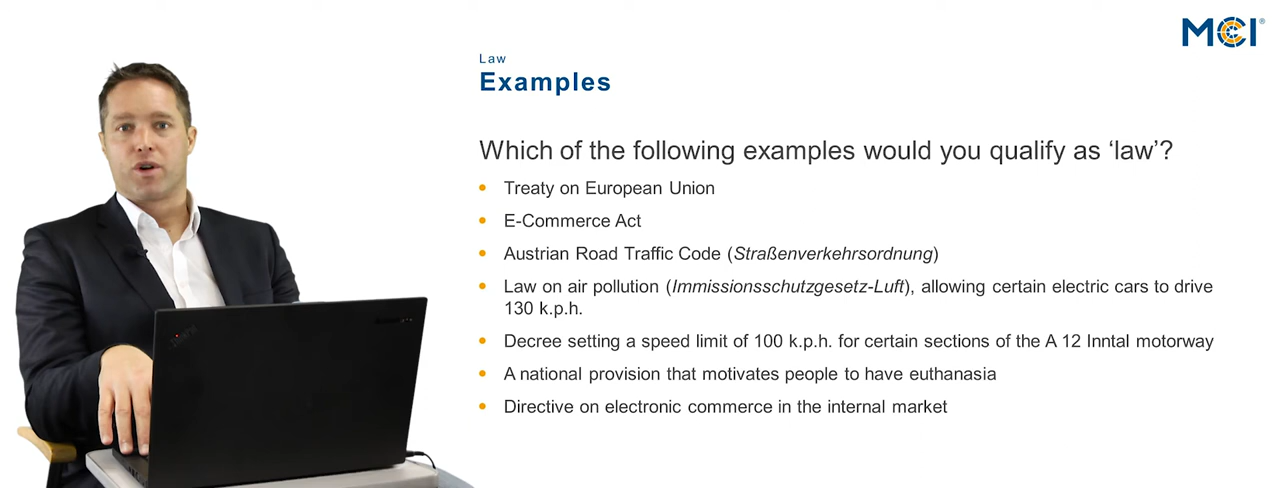 MCI®
Law
Examples
Which of the following examples would you qualify as ‘law’?
• Treaty on European Union
• E-Commerce Act
• Austrian Road Traffic Code (Straßenverkehrsordnung)
• Law on air pollution (Immissionsschutzgesetz-Luft), allowing certain electric cars to drive
130 k.p.h.
• Decree setting a speed limit of 100 k.p.h. for certain sections of the A 12 Inntal motorway
• A national provision that motivates people to have euthanasia
• Directive on electronic commerce in the internal market